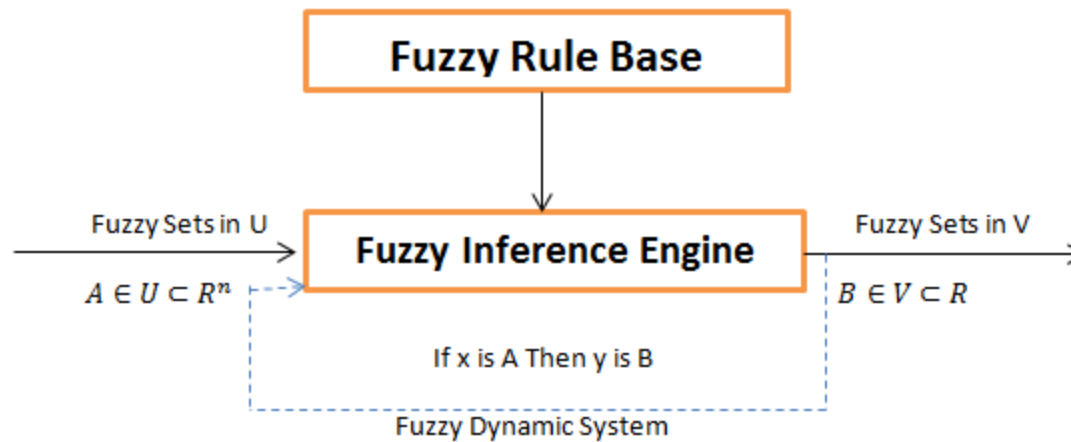 Fuzzy Rule Base
Fuzzy Sets in U
Fuzzy Inference Engine
Fuzzy Sets in V
A ∈ U ⊂ Rⁿ
B ∈ V ⊂ R
If x is A Then y is B
Fuzzy Dynamic System